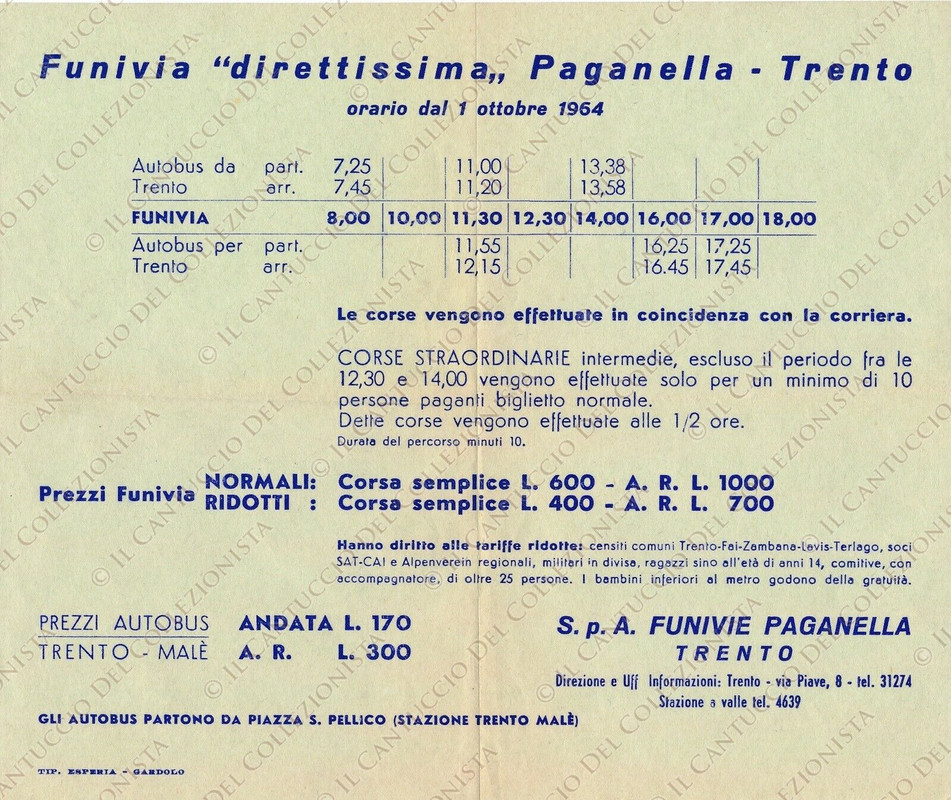 Funivia "direttissima„ Paganella - Trento
orario dal 1 ottobre 1964
Autobus da part. 7,25 11,00 13,38
Trento arr. 7,45 11,20 13,58
FUNIVIA 8,00 10,00 11,30 12,30 14,00 16,00 17,00 18,00
Autobus per part. 11,55 16,25 17,25
Trento arr. 12,15 16.45 17,45
Le corse vengono effettuate in coincidenza con la corriera.
CORSE STRAORDINARIE intermedie, escluso il periodo fra le
12,30 e 14,00 vengono effettuate solo per un minimo di 10
persone paganti biglietto normale.
Dette corse vengono effettuate alle 1/2 ore.
Durata del percorso minuti 10.
Prezzi Funivia
NORMALI: Corsa semplice L. 600 - A. R. L. 1000
RIDOTTI : Corsa semplice L. 400 - A. R. L. 700
Hanno diritto alle tariffe ridotte: censiti comuni Trento-Fai-Zambana-Lavis-Terlago, soci
SAT-CAI e Alpenverein regionali, militari in divisa, ragazzi sino all'età di anni 14, comitive, con
accompagnatore, di oltre 25 persone. I bambini inferiori al metro godono della gratuità.
PREZZI AUTOBUS ANDATA L. 170
TRENTO - MALÈ A. R. L. 300
S. p. A. FUNIVIE PAGANELLA
TRENTO
Direzione e Uff Informazioni: Trento - via Piave, 8 - tel. 31274
Stazione a valle tel. 4639
GLI AUTOBUS PARTONO DA PIAZZA S. PELLICO (STAZIONE TRENTO MALÈ)
TIP. ESPERIA - GARDOLO
© IL CANTUCCIO DEL COLLEZIONISTA